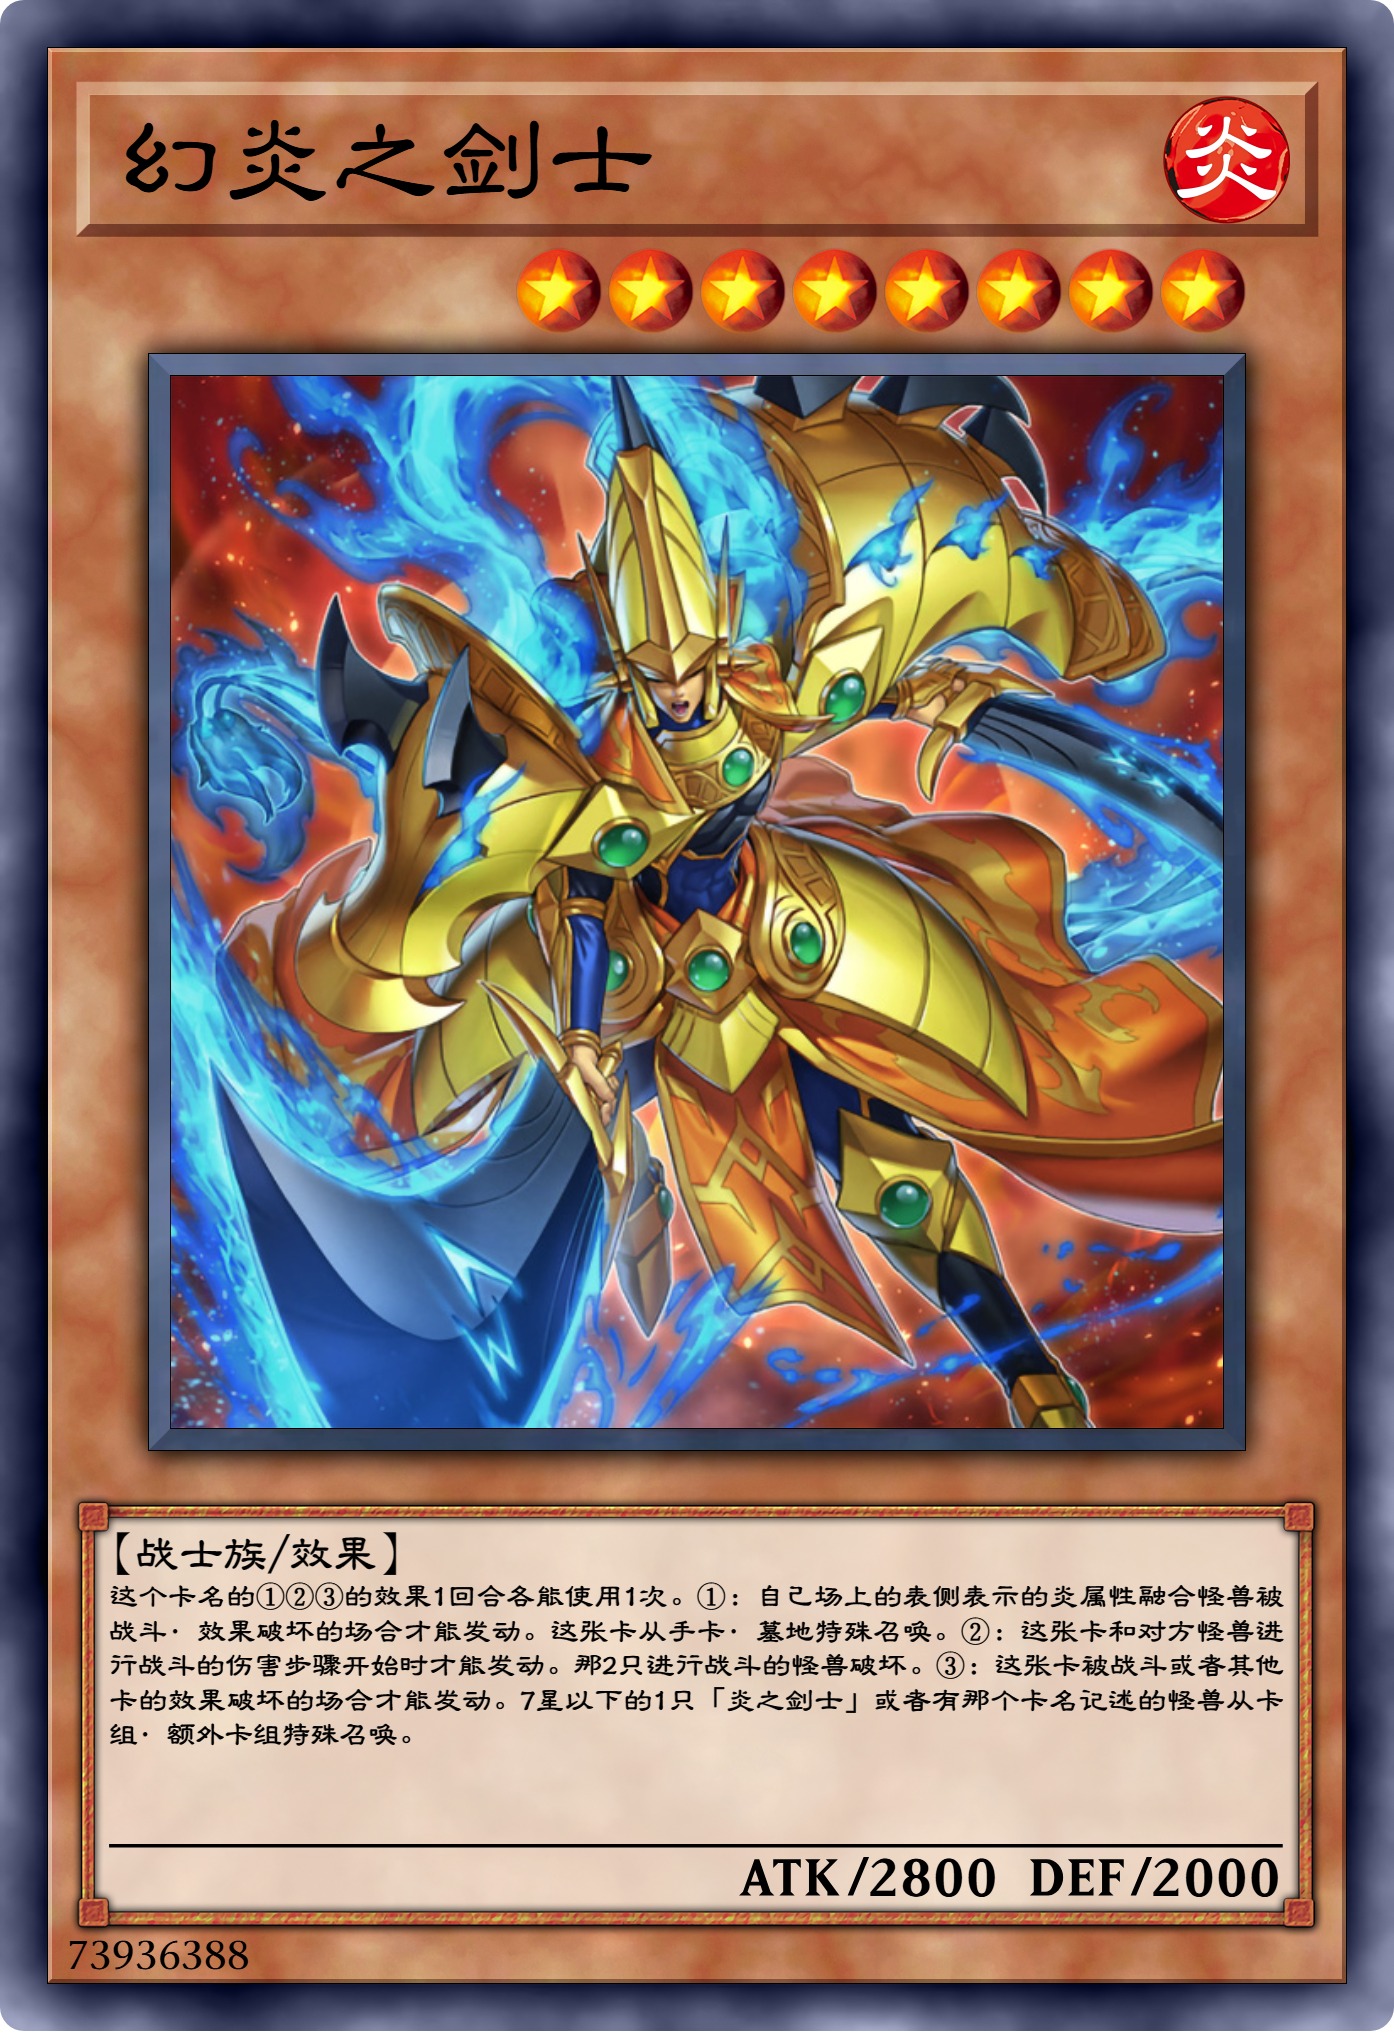 幻炎之剑士
炎
【战士族/效果】
这个卡名的①②③的效果1回合各能使用1次。①：自己场上的表侧表示的炎属性融合怪兽被
战斗·效果破坏的场合才能发动。这张卡从手卡·墓地特殊召唤。②：这张卡和对方怪兽进
行战斗的伤害步骤开始时才能发动。那2只进行战斗的怪兽破坏。③：这张卡被战斗或者其他
卡的效果破坏的场合才能发动。7星以下的1只「炎之剑士」或者有那个卡名记述的怪兽从卡
组·额外卡组特殊召唤。
ATK/2800 DEF/2000
73936388